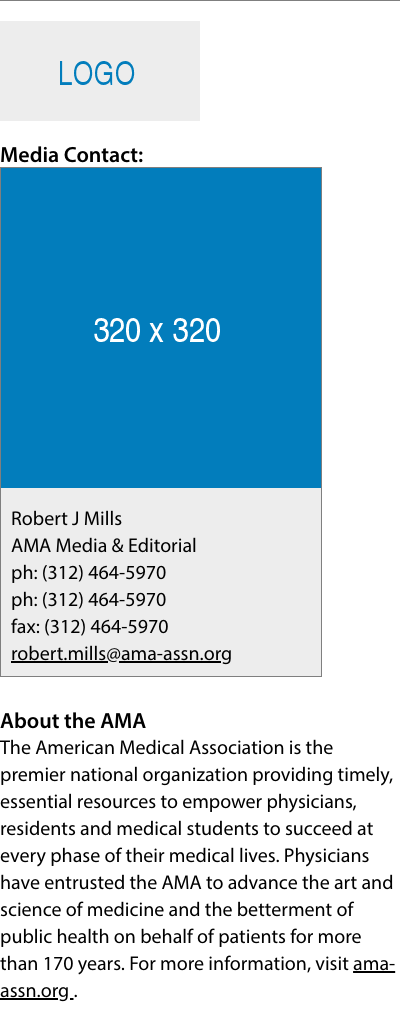 LOGO
Media Contact:
320 x 320
Robert J Mills
AMA Media & Editorial
ph: (312) 464-5970
ph: (312) 464-5970
fax: (312) 464-5970
robert.mills@ama-assn.org
About the AMA
The American Medical Association is the
premier national organization providing timely,
essential resources to empower physicians,
residents and medical students to succeed at
every phase of their medical lives. Physicians
have entrusted the AMA to advance the art and
science of medicine and the betterment of
public health on behalf of patients for more
than 170 years. For more information, visit ama-
assn.org .